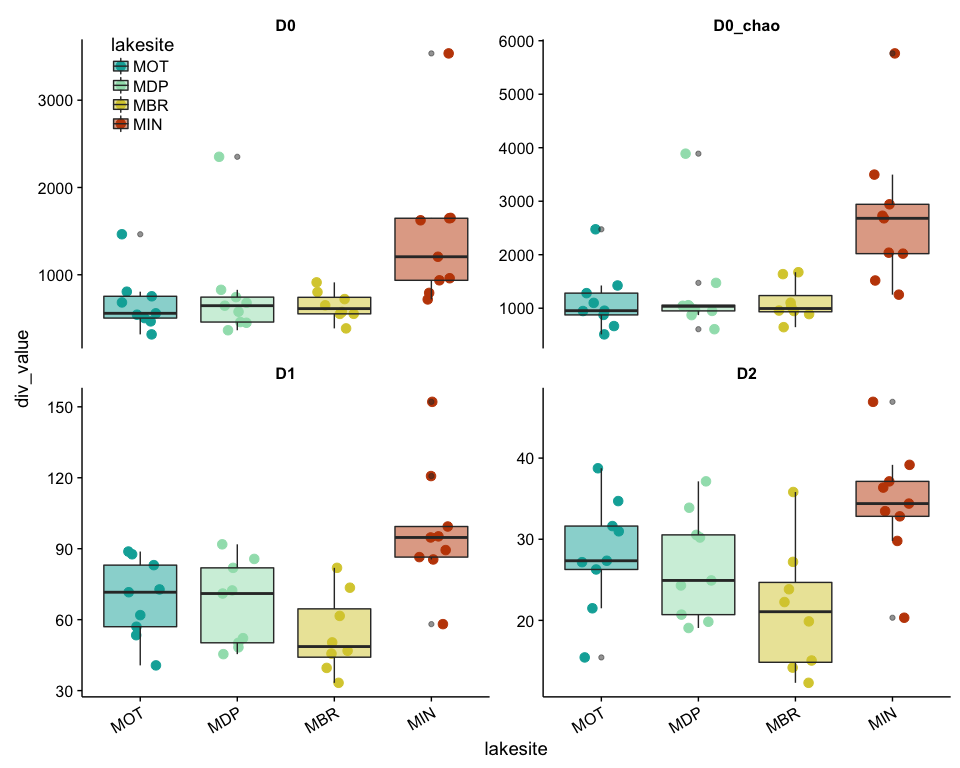 D0
D0_chao
lakesite
MOT
MDP
MBR
MIN
3000
2000
1000
6000
5000
4000
3000
2000
1000
div_value
D1
D2
150
120
90
60
30
40
30
20
MOT
MDP
MBR
MIN
MOT
MDP
MBR
MIN
lakesite